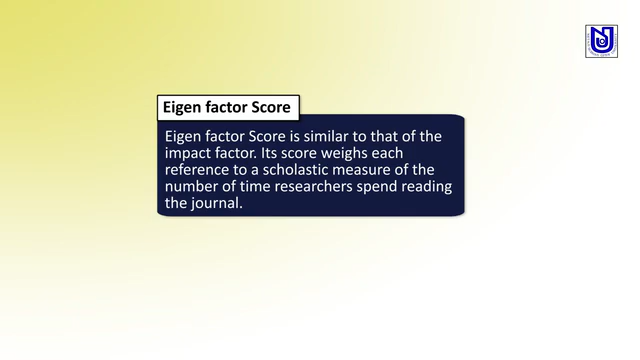 Eigen factor Score
Eigen factor Score is similar to that of the
impact factor. Its score weighs each
reference to a scholastic measure of the
number of time researchers spend reading
the journal.